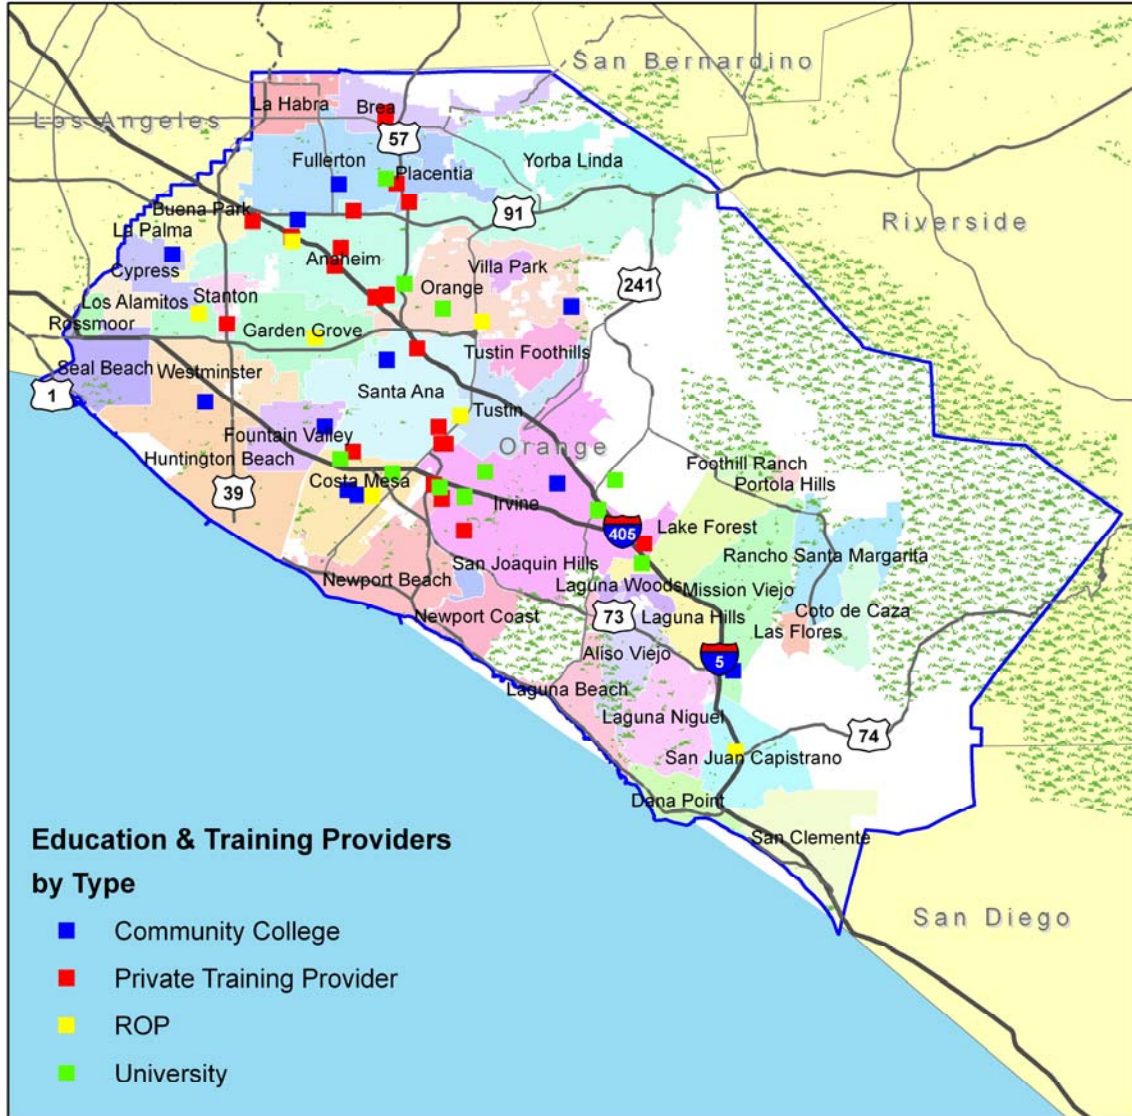 San Bernardino
La Habra
Brea
Los Angeles
57
Fullerton
Yorba Linda
Placentia
Buena Park
91
Riverside
La Palma
Anaheim
Villa Park
Cypress
241
Orange
Los Alamitos
Stanton
Rossmoor
Garden Grove
Tustin Foothills
Seal Beach
Westminster
1
Santa Ana
Tustin
Fountain Valley
Orange
Huntington Beach
Foothill Ranch
Portola Hills
39
Costa Mesa
Irvine
405
Lake Forest
Rancho Santa Margarita
San Joaquin Hills
Newport Beach
Laguna Woods
Mission Viejo
Newport Coast
73
Laguna Hills
Coto de Caza
Las Flores
Aliso Viejo
5
Laguna Beach
Laguna Niguel
74
San Juan Capistrano
Dana Point
San Clemente
San Diego
Education & Training Providers
by Type
Community College
Private Training Provider
ROP
University